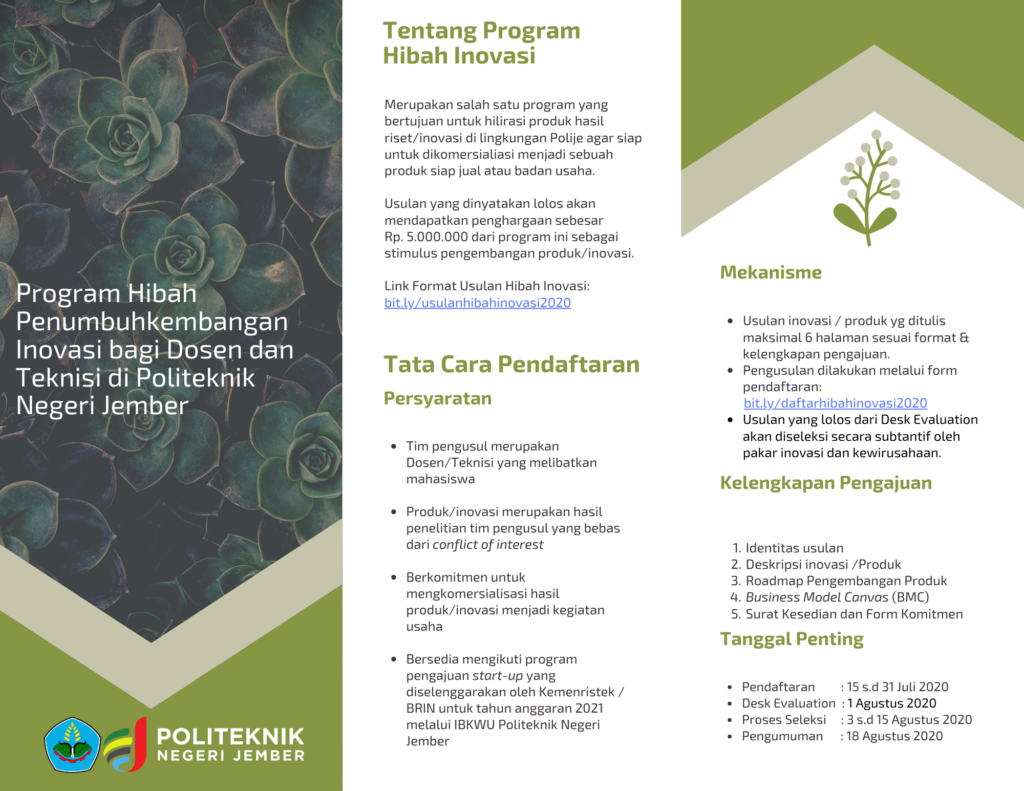 Program Hibah
Penumbuhkembangan
Inovasi bagi Dosen dan
Teknisi di Politeknik
Negeri Jember
POLITEKNIK
NEGERI JEMBER
Tentang Program
Hibah Inovasi
Merupakan salah satu program yang
bertujuan untuk hilirasi produk hasil
riset/inovasi di lingkungan Polije agar siap
untuk dikomersialiasi menjadi sebuah
produk siap jual atau badan usaha.
Usulan yang dinyatakan lolos akan
mendapatkan penghargaan sebesar
Rp. 5.000.000 dari program ini sebagai
stimulus pengembangan produk/inovasi.
Link Format Usulan Hibah Inovasi:
bit.ly/usulanhibahinovasi2020
Tata Cara Pendaftaran
Persyaratan
• Tim pengusul merupakan
Dosen/Teknisi yang melibatkan
mahasiswa
• Produk/inovasi merupakan hasil
penelitian tim pengusul yang bebas
dari conflict of interest
• Berkomitmen untuk
mengkomersialisasi hasil
produk/inovasi menjadi kegiatan
usaha
• Bersedia mengikuti program
pengajuan start-up yang
diselenggarakan oleh Kemenristek /
BRIN untuk tahun anggaran 2021
melalui IBKWU Politeknik Negeri
Jember
Mekanisme
• Usulan inovasi / produk yg ditulis
maksimal 6 halaman sesuai format &
kelengkapan pengajuan.
• Pengusulan dilakukan melalui form
pendaftaran:
bit.ly/daftarhibahinovasi2020
• Usulan yang lolos dari Desk Evaluation
akan diseleksi secara subtantif oleh
pakar inovasi dan kewirusahaan.
Kelengkapan Pengajuan
1. Identitas usulan
2. Deskripsi inovasi /Produk
3. Roadmap Pengembangan Produk
4. Business Model Canvas (BMC)
5. Surat Kesedian dan Form Komitmen
Tanggal Penting
• Pendaftaran : 15 s.d 31 Juli 2020
• Desk Evaluation : 1 Agustus 2020
• Proses Seleksi : 3 s.d 15 Agustus 2020
• Pengumuman : 18 Agustus 2020